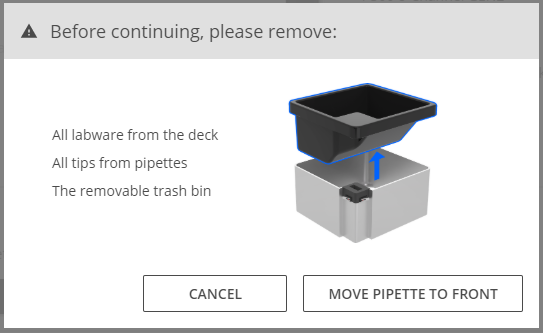 Before continuing, please remove:
All labware from the deck
All tips from pipettes
The removable trash bin
CANCEL
MOVE PIPETTE TO FRONT